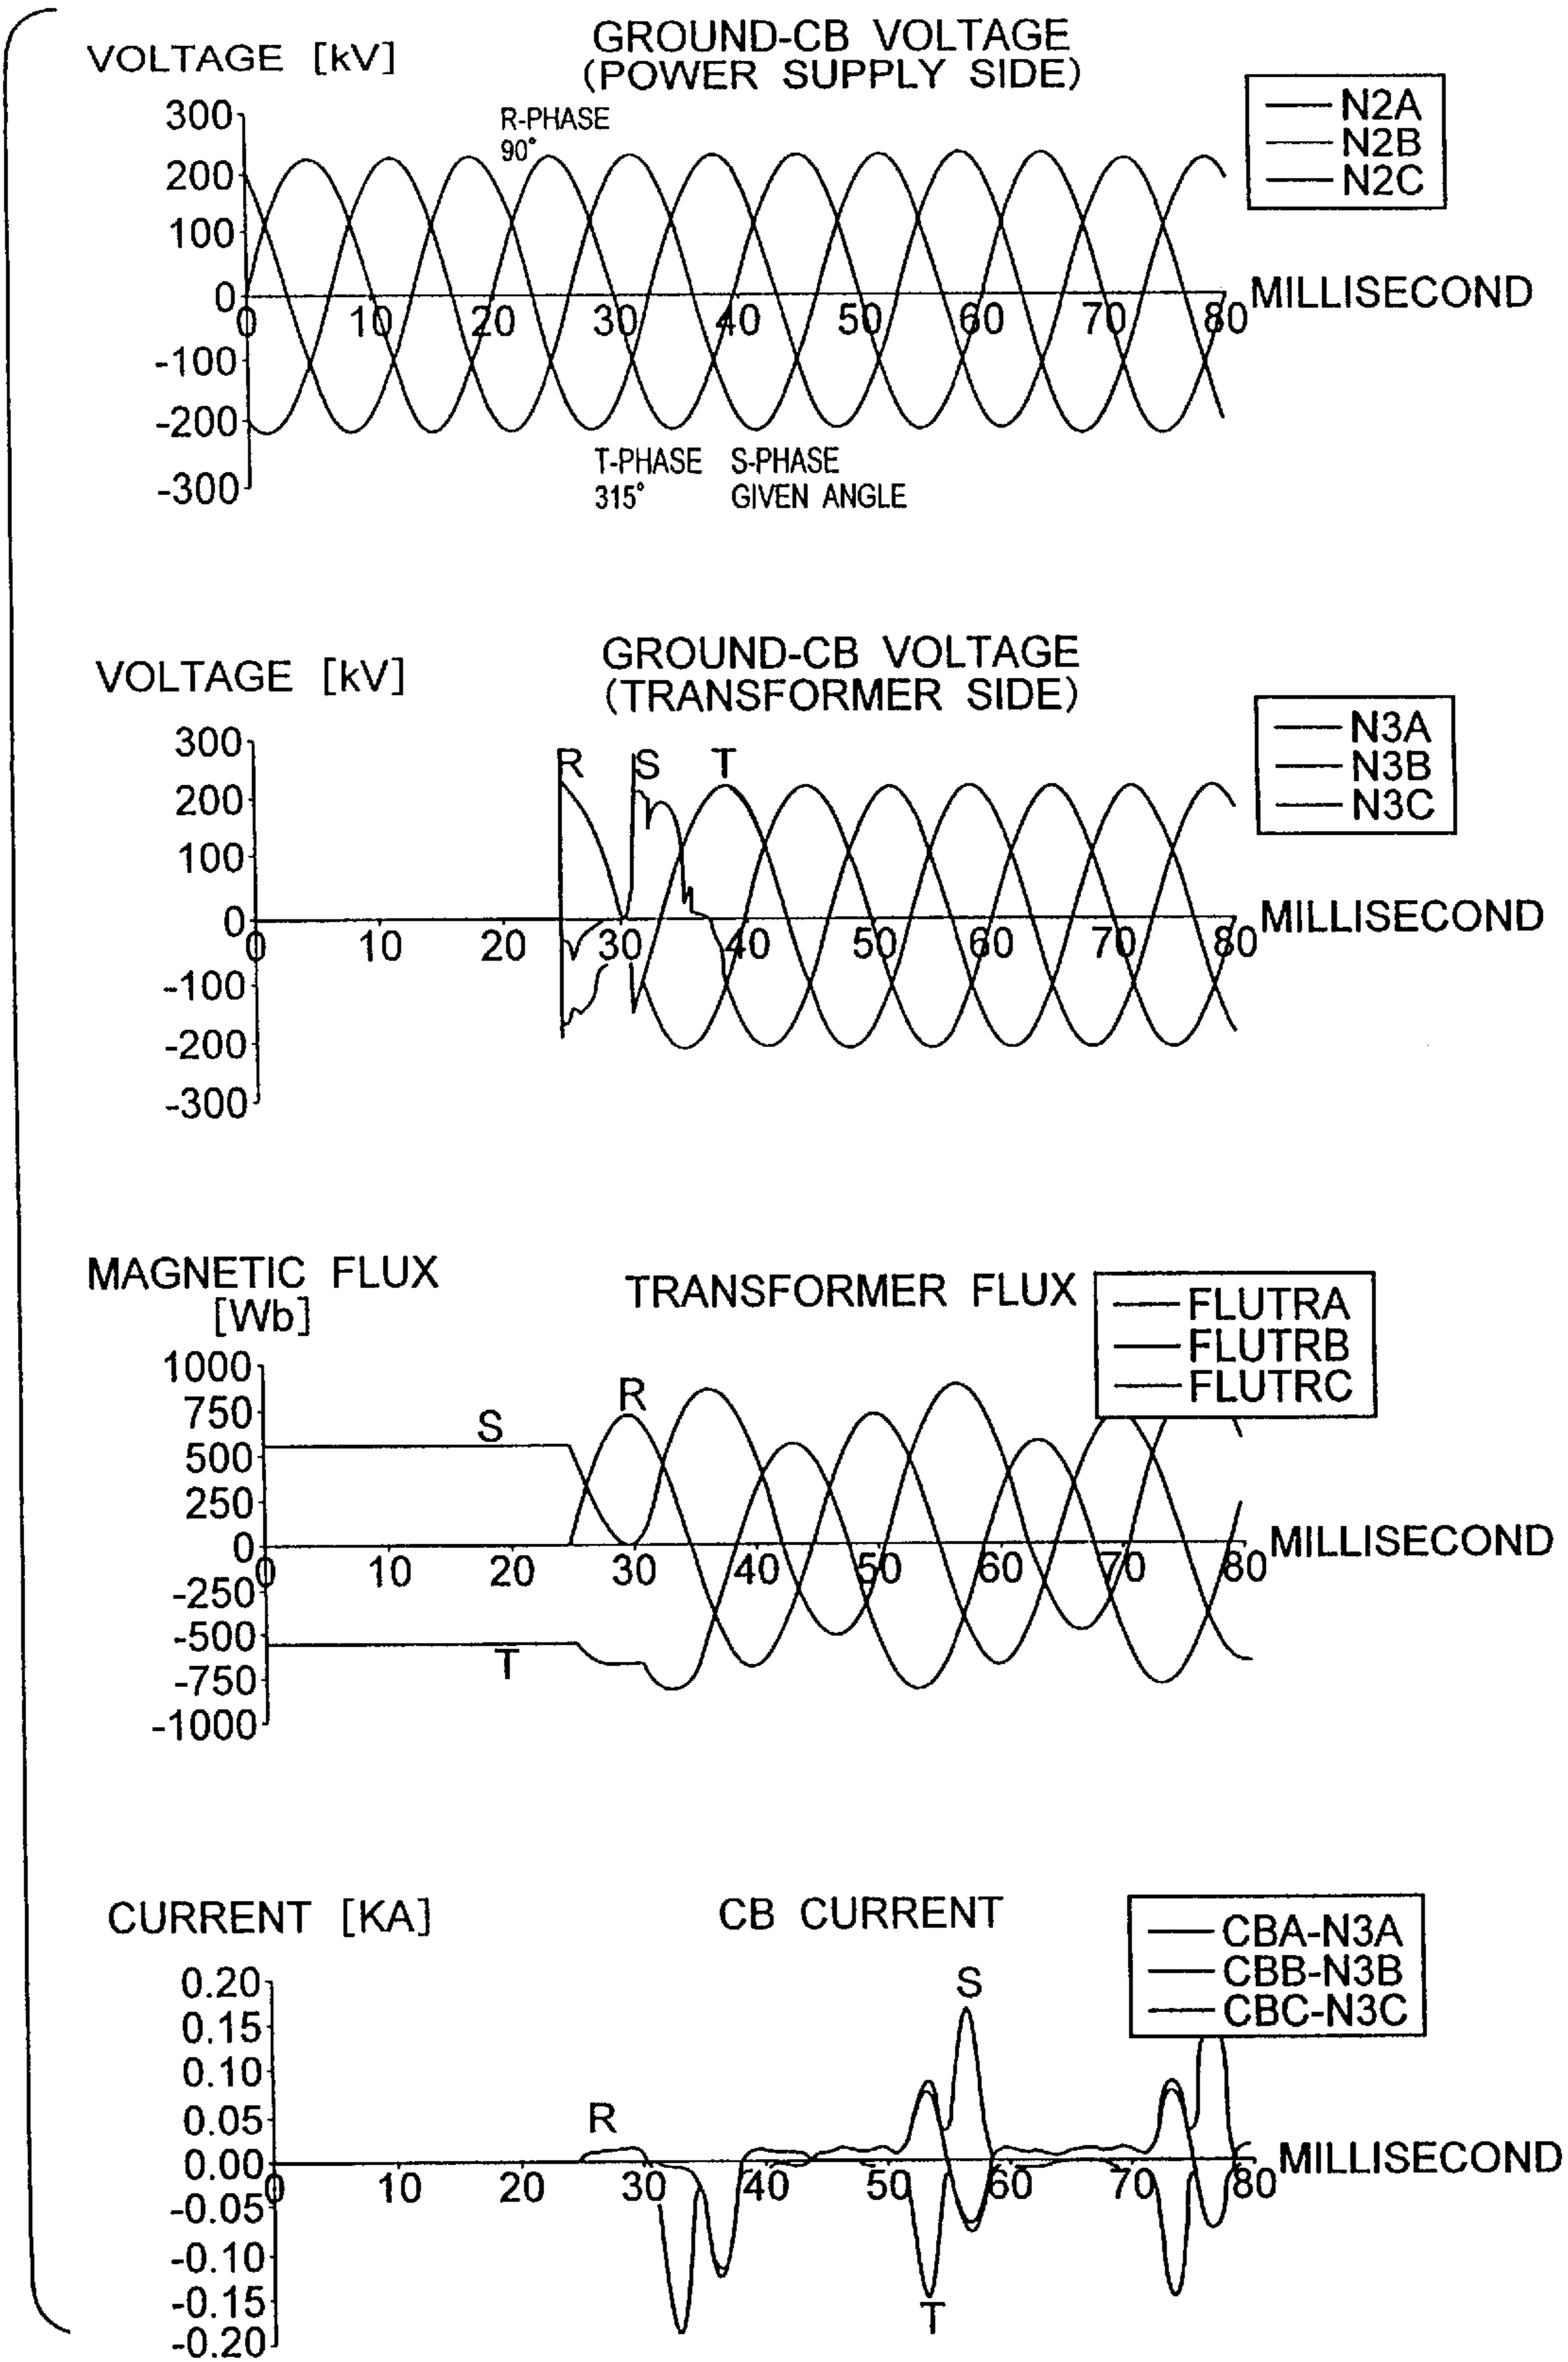 VOLTAGE [kV]
GROUND-CB VOLTAGE
(POWER SUPPLY SIDE)
N2A
N2B
N2C
R-PHASE
90°
300
200
100
0
-100
-200
-300
0 10 20 30 40 50 60 70 80
MILLISECOND
T-PHASE
315°
S-PHASE
GIVEN ANGLE
VOLTAGE [kV]
GROUND-CB VOLTAGE
(TRANSFORMER SIDE)
N3A
N3B
N3C
R S T
300
200
100
0
-100
-200
-300
0 10 20 30 40 50 60 70 80
MILLISECOND
MAGNETIC FLUX
[Wb]
TRANSFORMER FLUX
FLUTRA
FLUTRB
FLUTRC
1000
750
500
250
0
-250
-500
-750
-1000
S
R
T
0 10 20 30 40 50 60 70 80
MILLISECOND
CURRENT [KA]
CB CURRENT
CBA-N3A
CBB-N3B
CBC-N3C
0.20
0.15
0.10
0.05
0.00
-0.05
-0.10
-0.15
-0.20
S
R
T
0 10 20 30 40 50 60 70 80
MILLISECOND